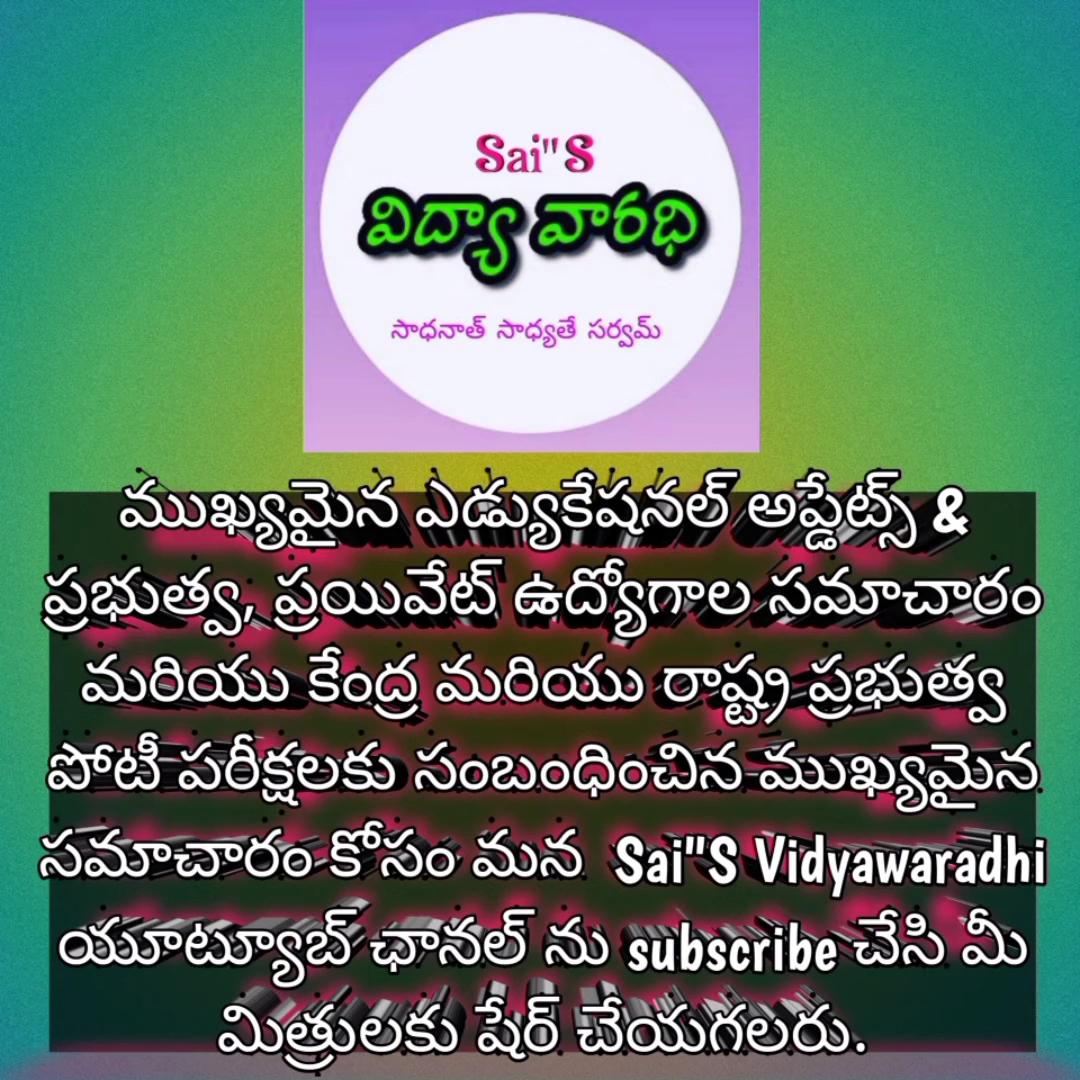 Sai"S
విద్యా వారధి
సాధనాత్ సాధ్యతే సర్వమ్
ముఖ్యమైన ఎడ్యుకేషనల్ అప్డేట్స్ &
ప్రభుత్వ, ప్రయివేట్ ఉద్యోగాల సమాచారం
మరియు కేంద్ర మరియు రాష్ట్ర ప్రభుత్వ
పోటీ పరీక్షలకు సంబంధించిన ముఖ్యమైన
సమాచారం కోసం మన Sai"S Vidyawaradhi
యూట్యూబ్ ఛానల్ ను subscribe చేసి మీ
మిత్రులకు షేర్ చేయగలరు.